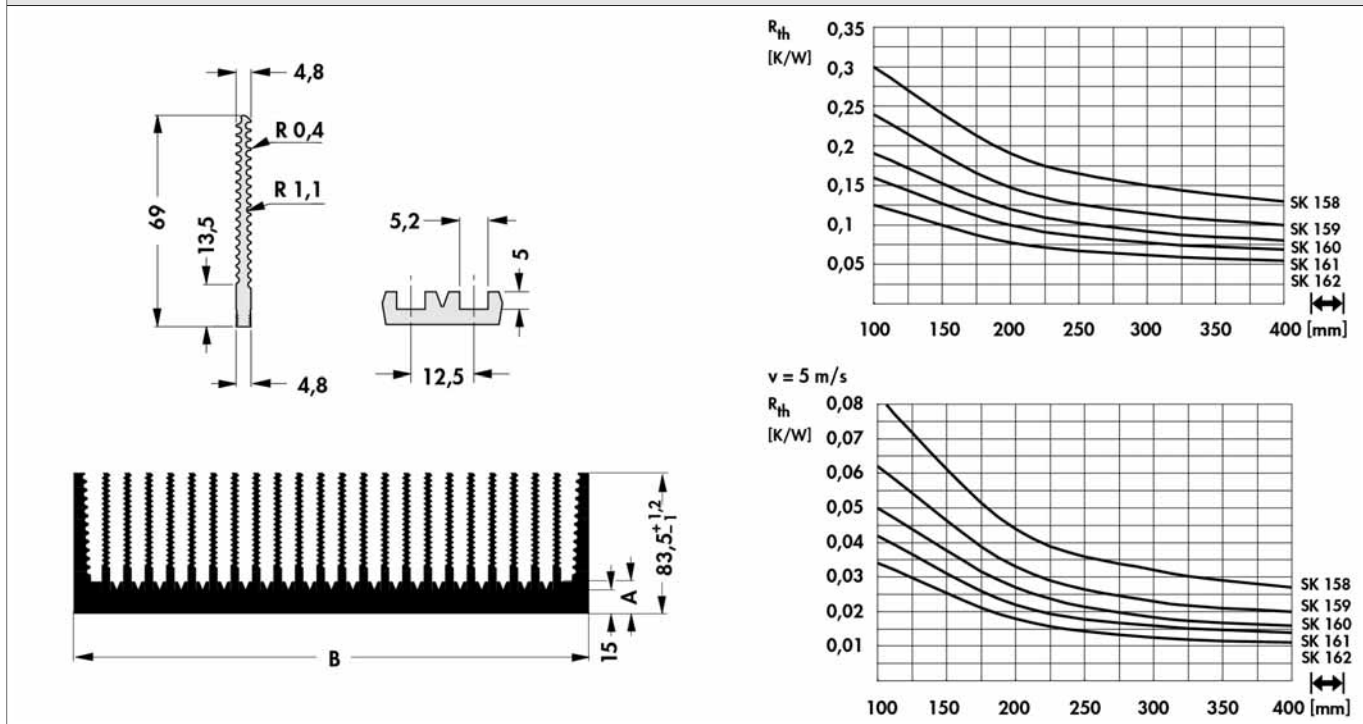 4,8
R 0,4
R 1,1
69
13,5
4,8
5,2
5
12,5
83,5 +1,2 -1
A
15
B
Rth
[K/W]
0,35
0,3
0,25
0,2
0,15
0,1
0,05
SK 158
SK 159
SK 160
SK 161
SK 162
100 150 200 250 300 350 400 [mm]
v = 5 m/s
Rth
[K/W]
0,08
0,07
0,06
0,05
0,04
0,03
0,02
0,01
SK 158
SK 159
SK 160
SK 161
SK 162
100 150 200 250 300 350 400 [mm]